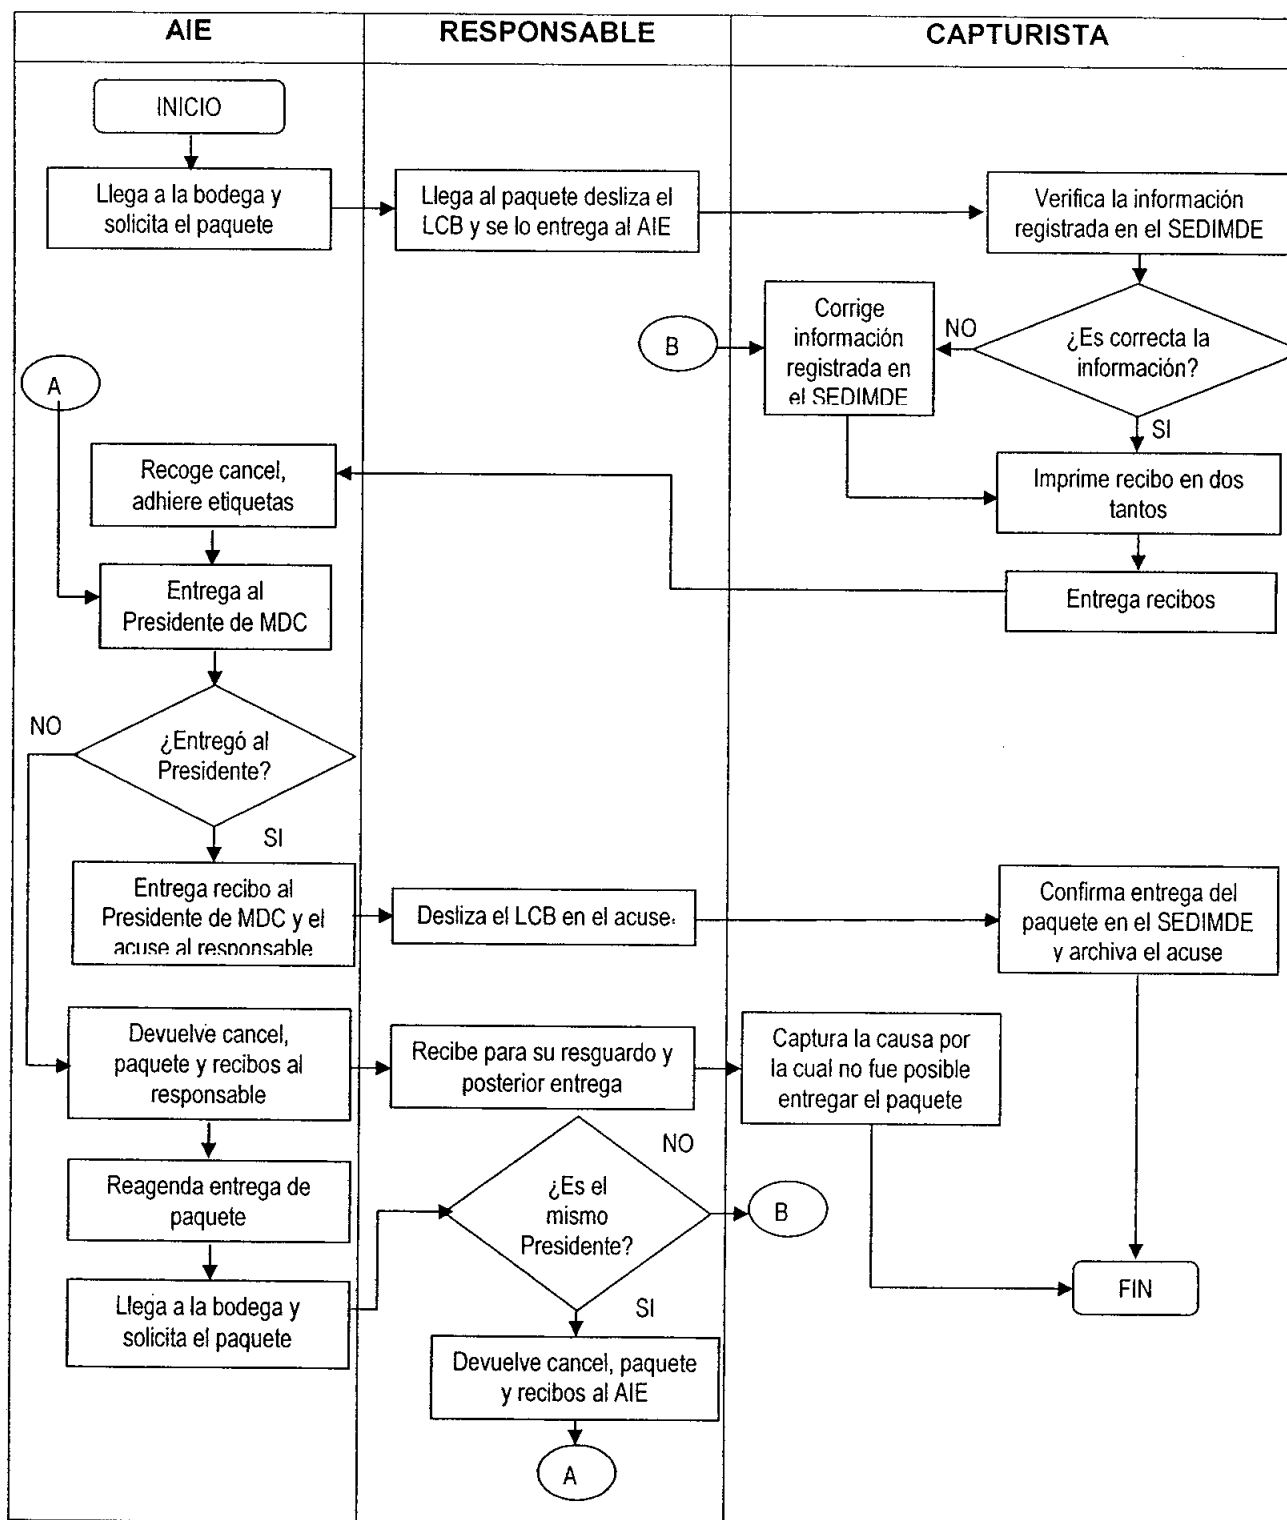 AIE
RESPONSABLE
CAPTURISTA
INICIO
Llega a la bodega y
solicita el paquete
Llega al paquete desliza el
LCB y se lo entrega al AIE
Verifica la información
registrada en el SEDIMDE
B
Corrige
información
registrada en
el SEDIMDE
NO
¿Es correcta la
información?
SI
A
Recoge cancel,
adhiere etiquetas
Imprime recibo en dos
tantos
Entrega al
Presidente de MDC
Entrega recibos
NO
¿Entregó al
Presidente?
SI
Entrega recibo al
Presidente de MDC y el
acuse al responsable
Desliza el LCB en el acuse
Confirma entrega del
paquete en el SEDIMDE
y archiva el acuse
Devuelve cancel,
paquete y recibos al
responsable
Recibe para su resguardo y
posterior entrega
Captura la causa por
la cual no fue posible
entregar el paquete
NO
Reagenda entrega de
paquete
¿Es el
mismo
Presidente?
B
Llega a la bodega y
solicita el paquete
SI
FIN
Devuelve cancel, paquete
y recibos al AIE
A